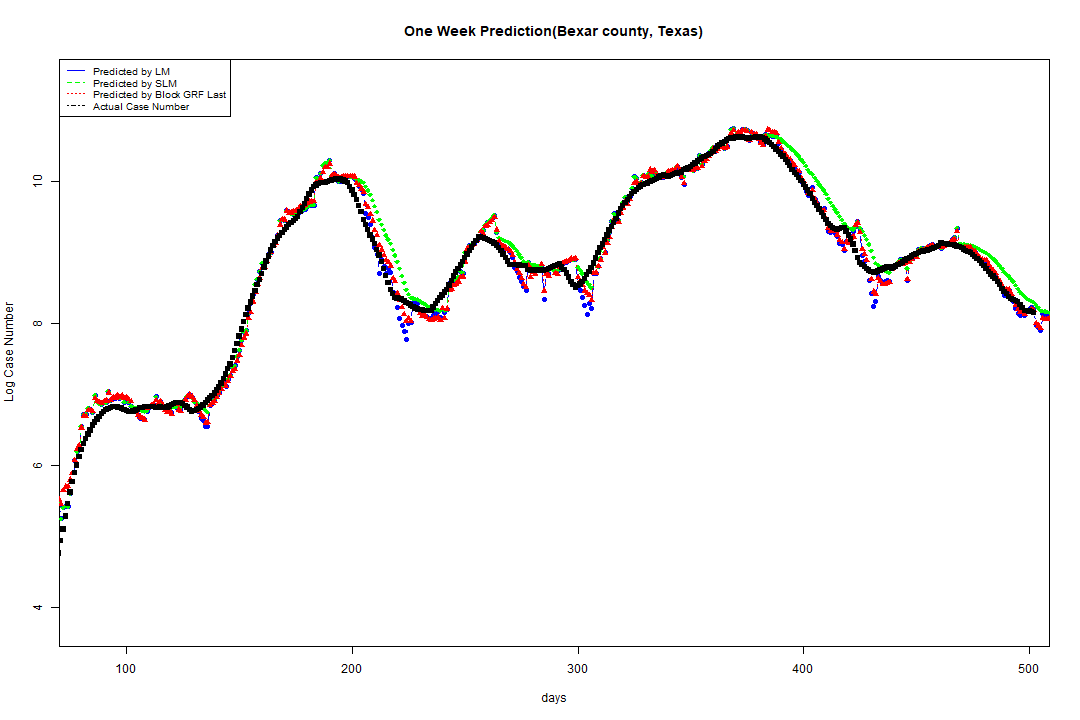 One Week Prediction(Bexar county, Texas)
Predicted by LM
Predicted by SLM
Predicted by Block GRF Last
Actual Case Number
Log Case Number
10
8
6
4
100 200 300 400 500
days